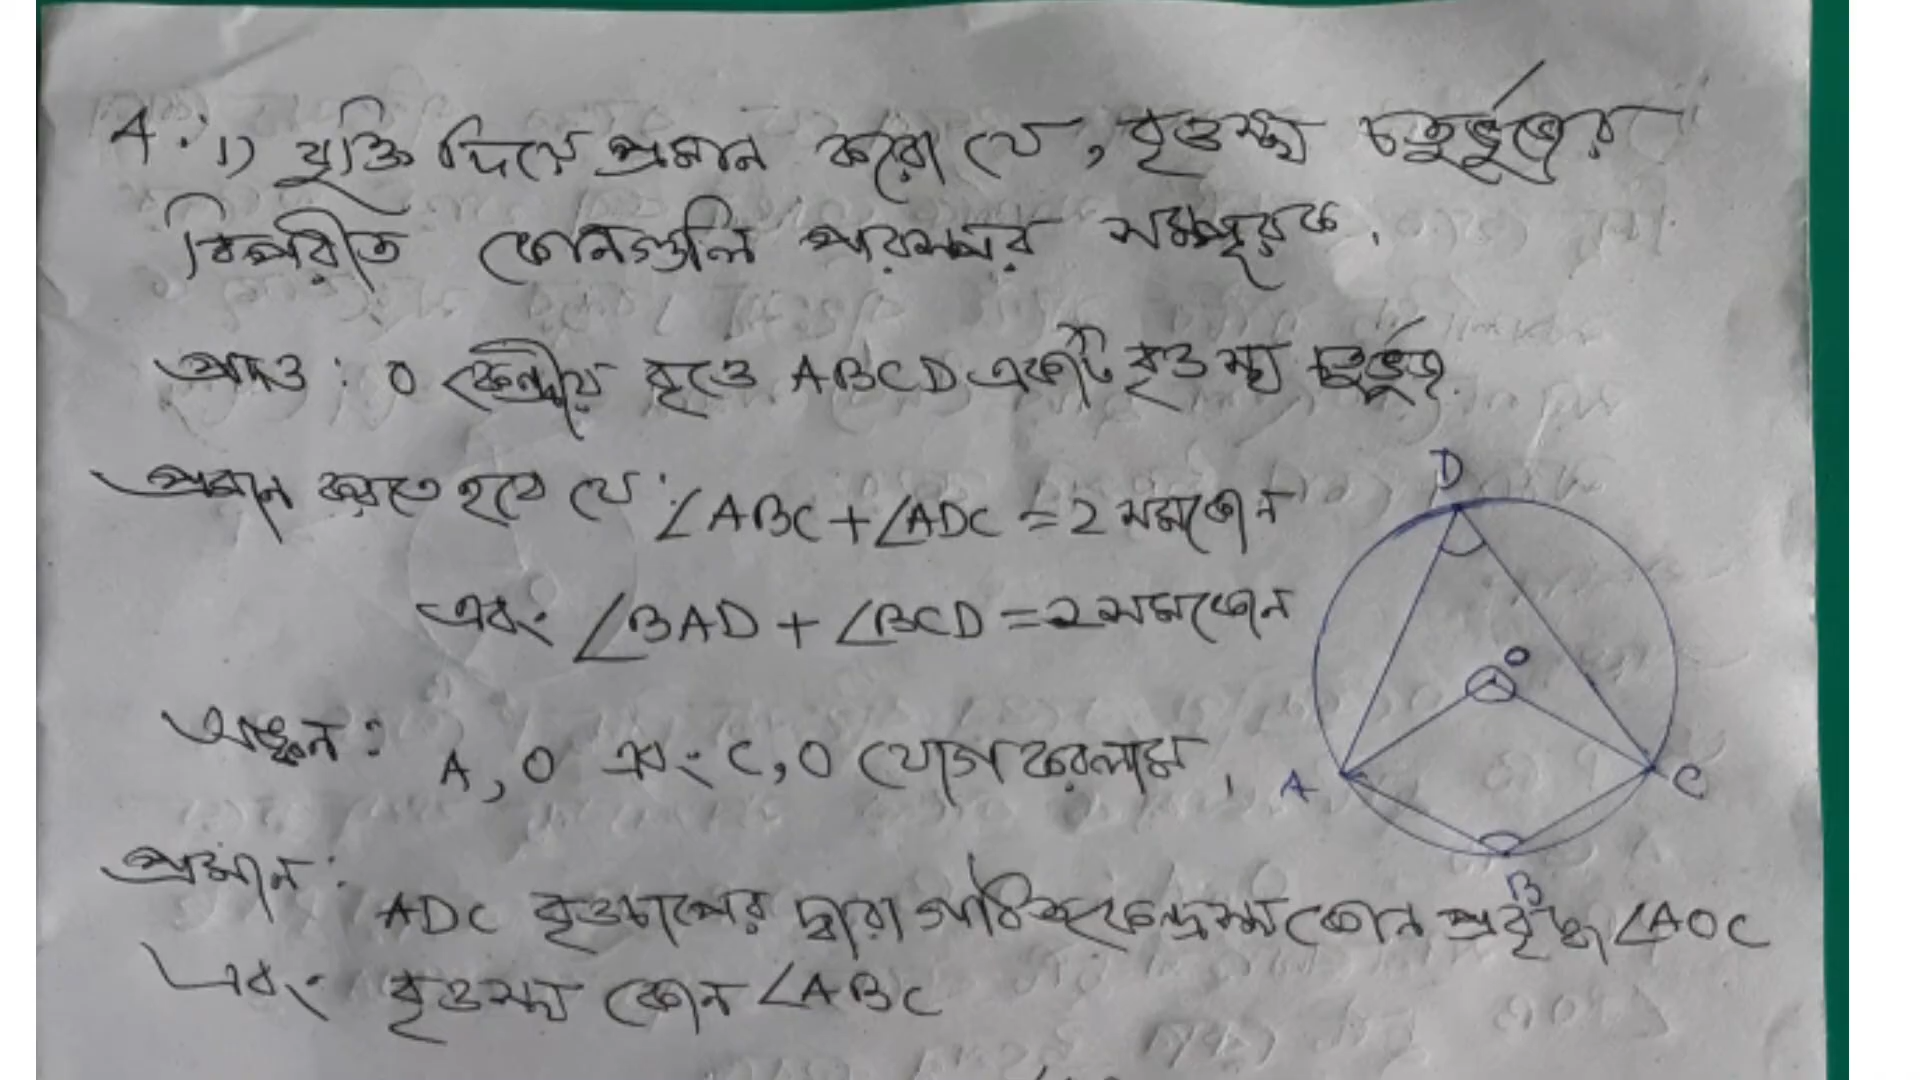 4. i) যুক্তি দিয়ে প্রমান করো যে, বৃত্তস্থ চতুর্ভুজের
বিপরীত কোনগুলি পরস্পর সম্পূরক.
প্রদত্ত : O কেন্দ্রীয় বৃত্তে ABCD একটি বৃত্তস্থ চতুর্ভুজ.
প্রমান করতে হবে যে : ∠ABC + ∠ADC = 2 সমকোন
এবং ∠BAD + ∠BCD = 2 সমকোন
অঙ্কন : A, O এবং C, O যোগ করলাম,
প্রমান :
ADC বৃত্তচাপের দ্বারা গঠিত কেন্দ্রস্থ কোন প্রবৃদ্ধ ∠AOC
এবং বৃত্তস্থ কোন ∠ABC
D
O
A
C
B